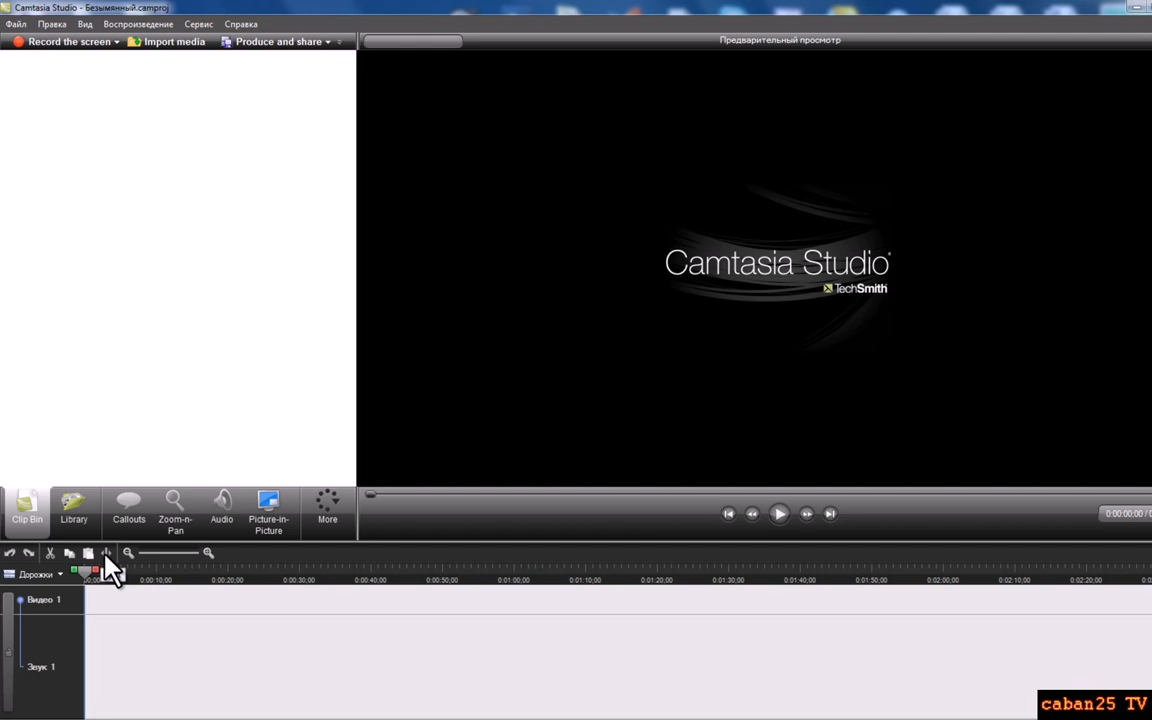 Camtasia Studio - Безымянный.camproj
Файл Правка Вид Воспроизведение Сервис Справка
Record the screen Import media Produce and share
Предварительный просмотр
Camtasia Studio
TechSmith
Clip Bin Library Callouts Zoom-n-Pan Audio Picture-in-Picture More
0:00:00;00 /
Дорожки
0:00:10;00 0:00:20;00 0:00:30;00 0:00:40;00 0:00:50;00 0:01:00;00 0:01:10;00 0:01:20;00 0:01:30;00 0:01:40;00 0:01:50;00 0:02:00;00 0:02:10;00 0:02:20;00
Видео 1
Звук 1
caban25 TV